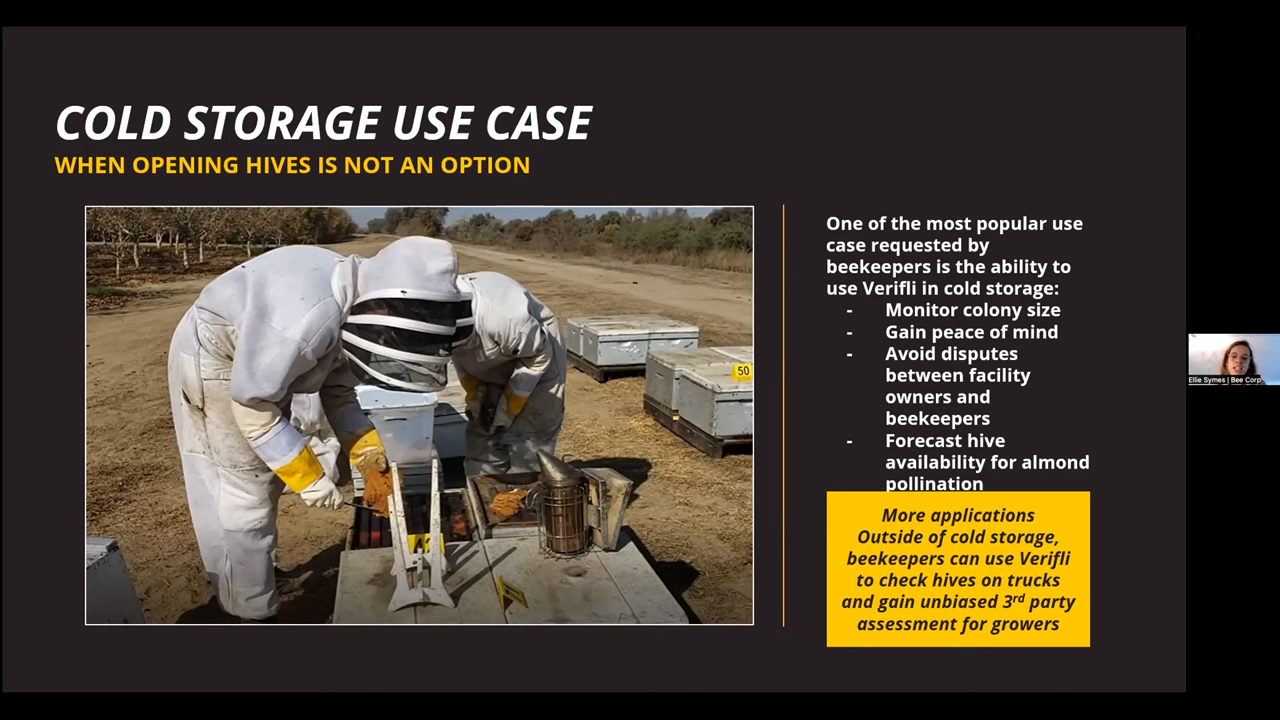 COLD STORAGE USE CASE
WHEN OPENING HIVES IS NOT AN OPTION
One of the most popular use
case requested by
beekeepers is the ability to
use Verifli in cold storage:
- Monitor colony size
- Gain peace of mind
- Avoid disputes
between facility
owners and
beekeepers
- Forecast hive
availability for almond
pollination
More applications
Outside of cold storage,
beekeepers can use Verifli
to check hives on trucks
and gain unbiased 3rd party
assessment for growers
50
Ellie Symes | Bee Corp